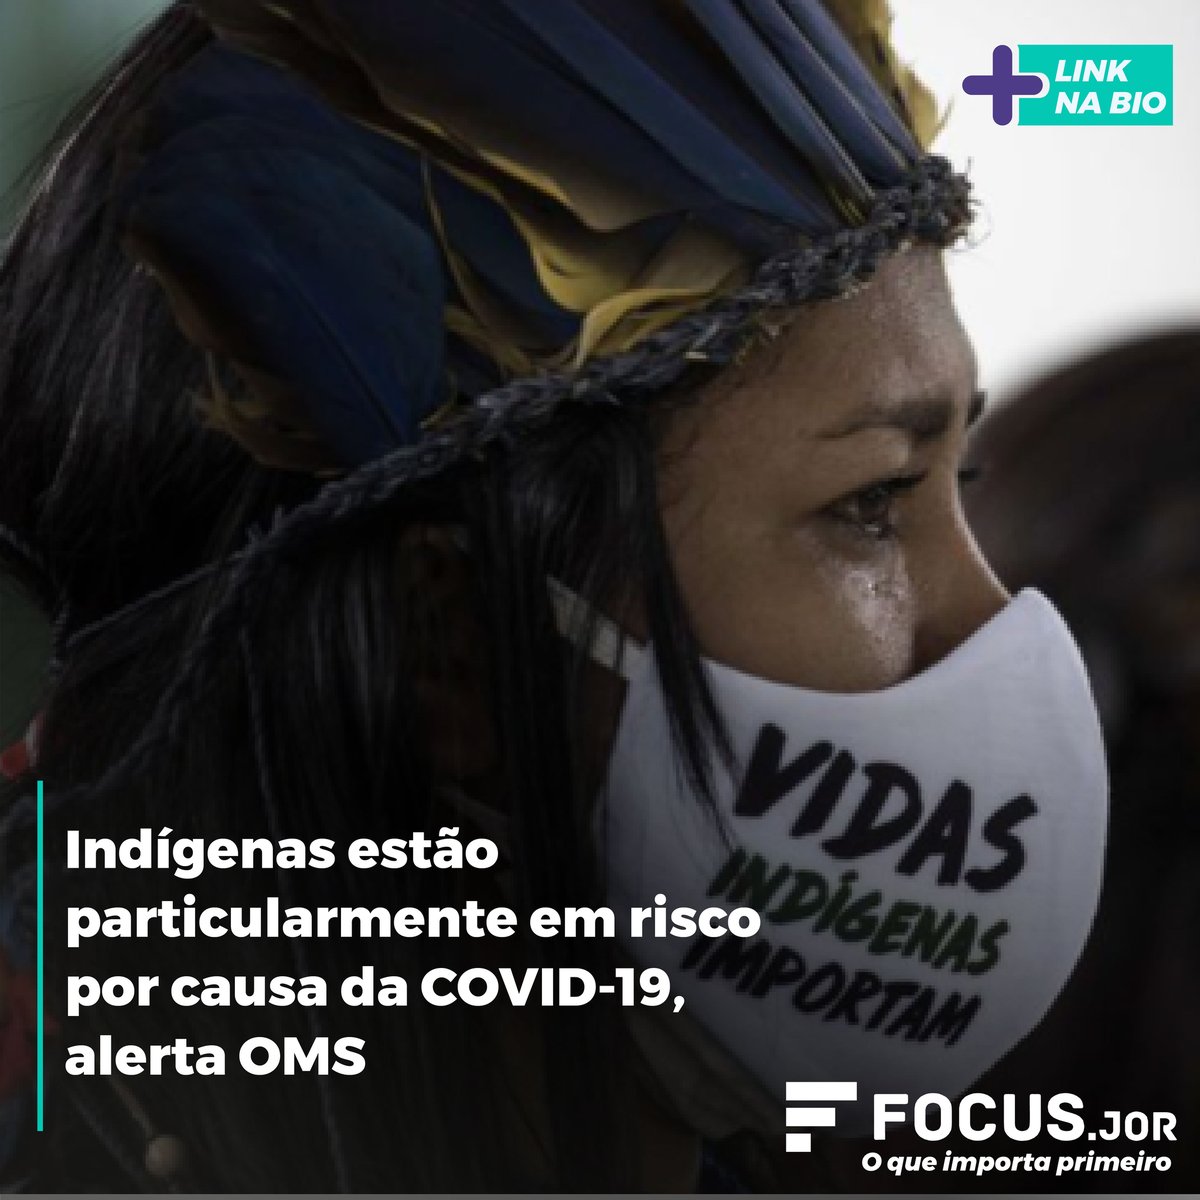 LINK
NA BIO
VIDAS
INDÍGENAS
IMPORTAM
Indígenas estão
particularmente em risco
por causa da COVID-19,
alerta OMS
FOCUS.JOR
O que importa primeiro